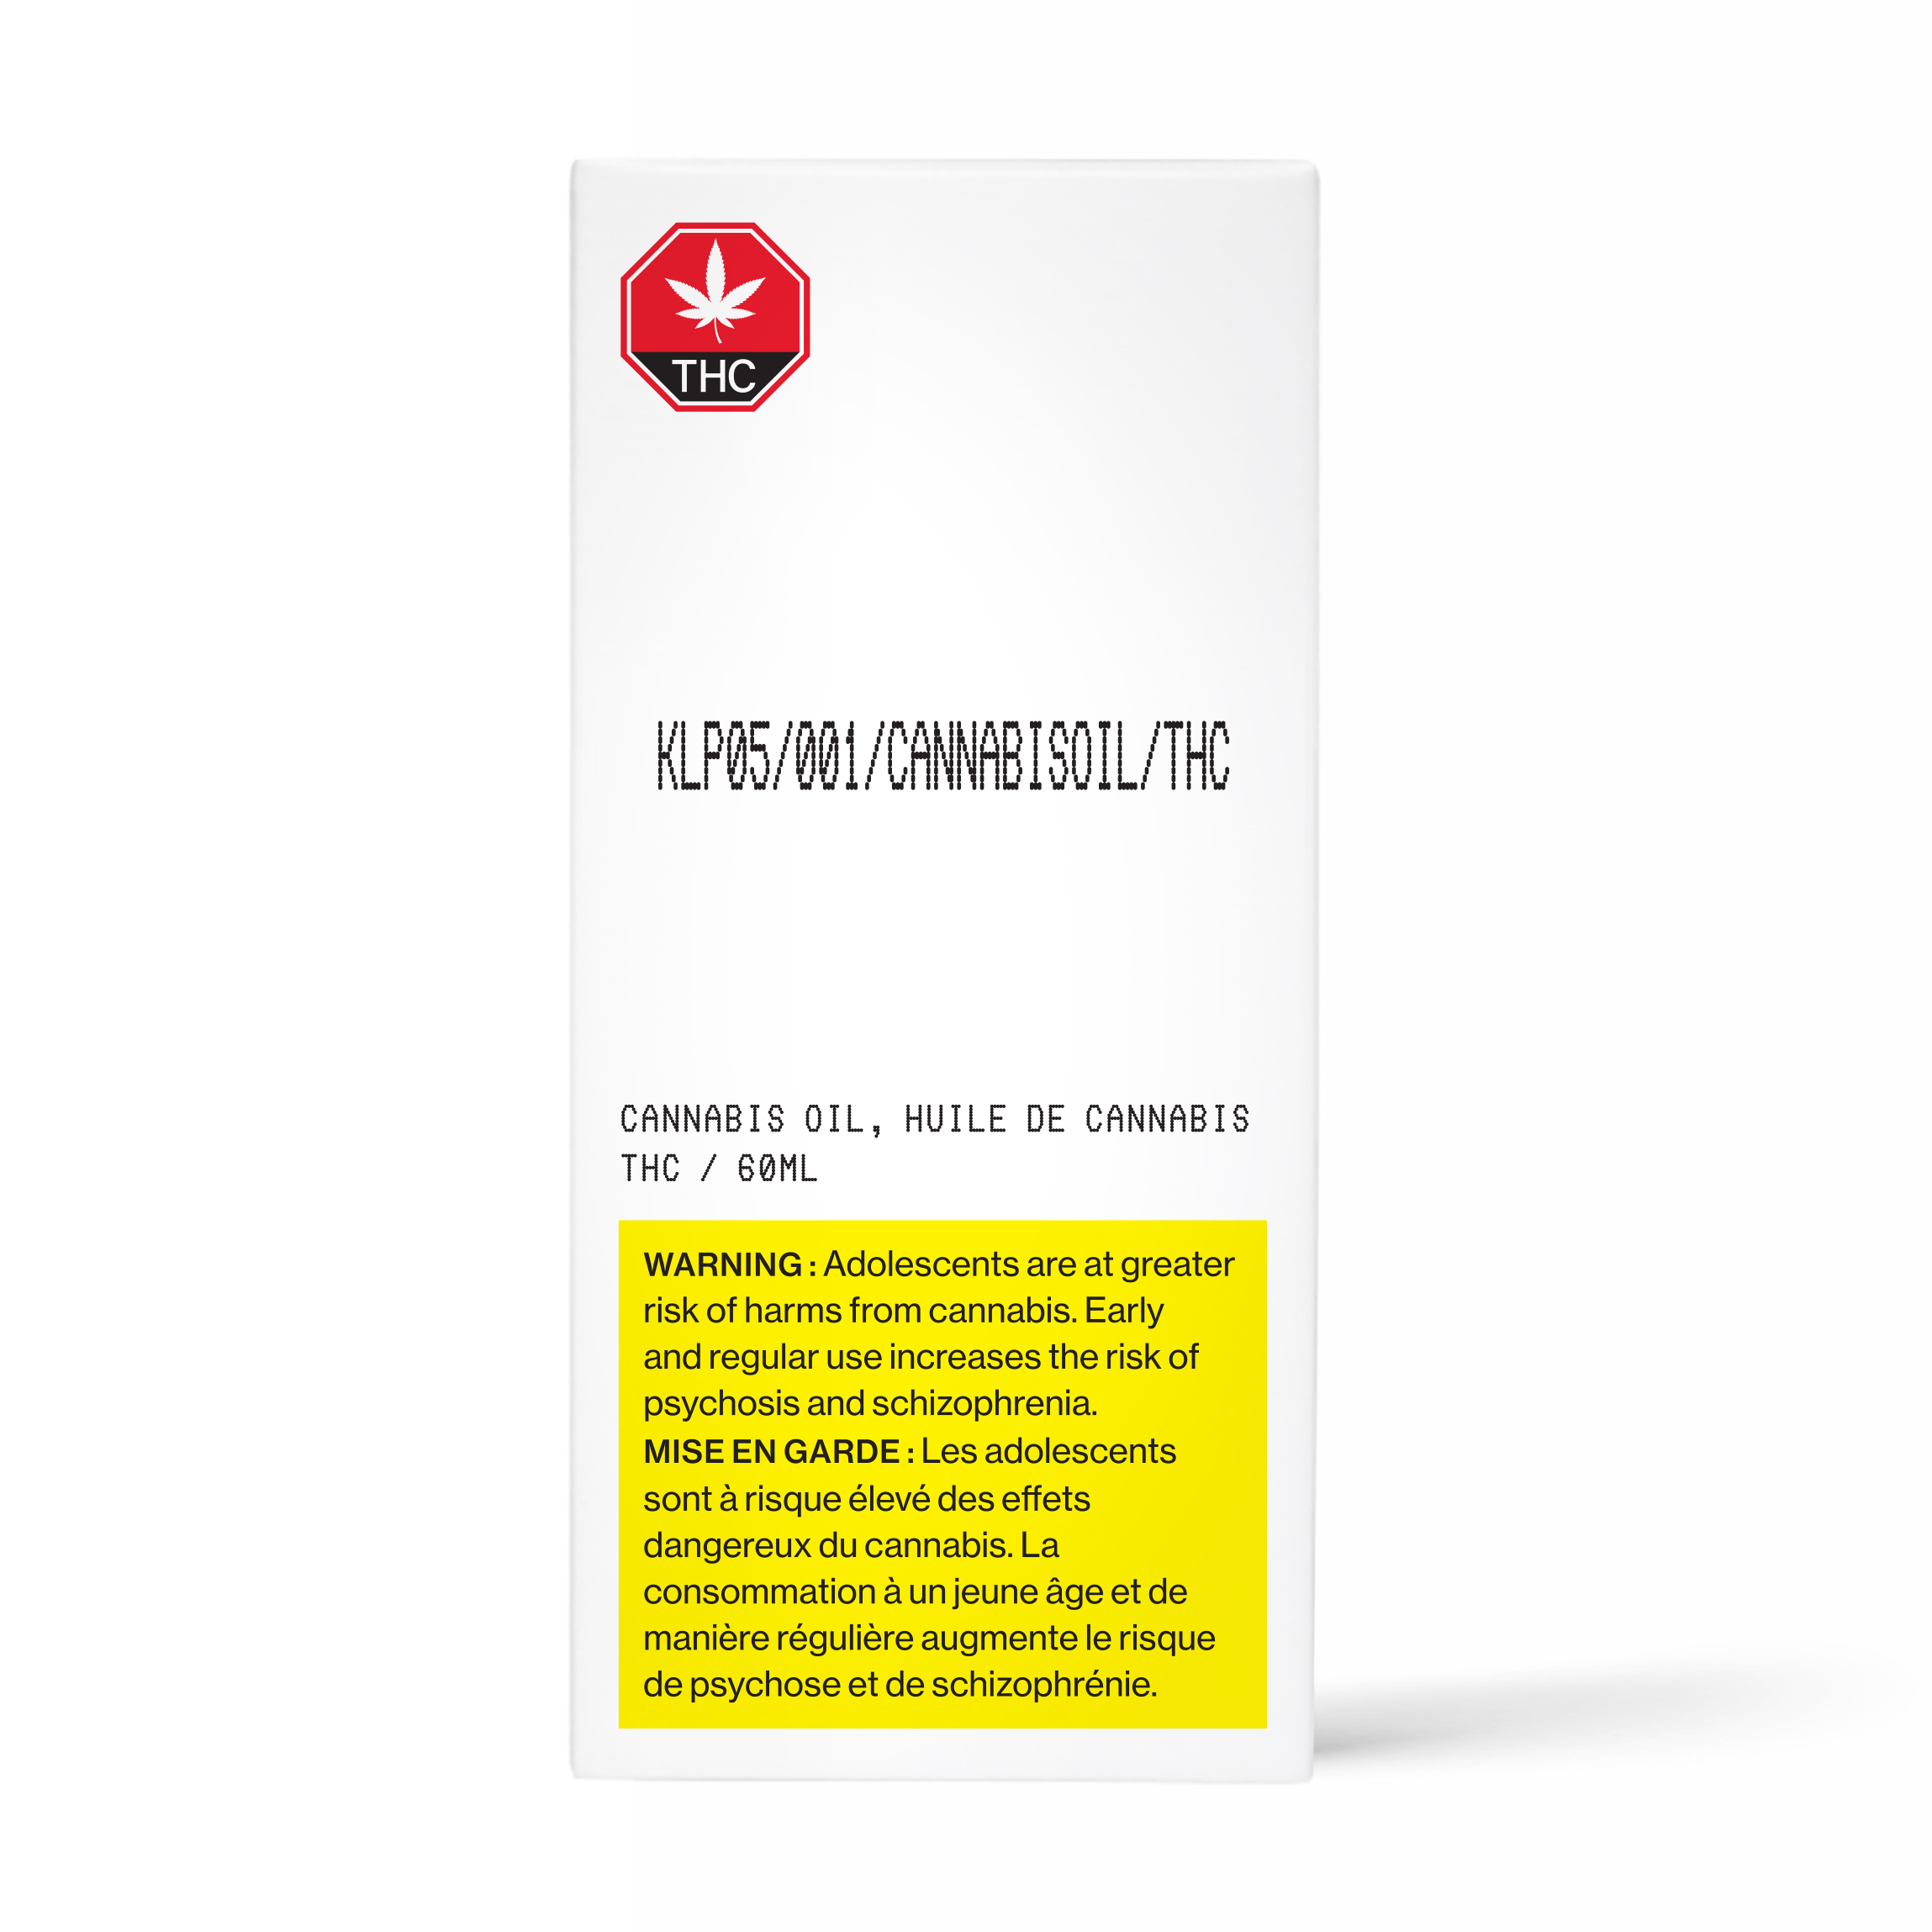 THC
KLP05/001/CANNABISOIL/THC
CANNABIS OIL, HUILE DE CANNABIS
THC / 60ML
WARNING : Adolescents are at greater
risk of harms from cannabis. Early
and regular use increases the risk of
psychosis and schizophrenia.
MISE EN GARDE : Les adolescents
sont à risque élevé des effets
dangereux du cannabis. La
consommation à un jeune âge et de
manière régulière augmente le risque
de psychose et de schizophrénie.